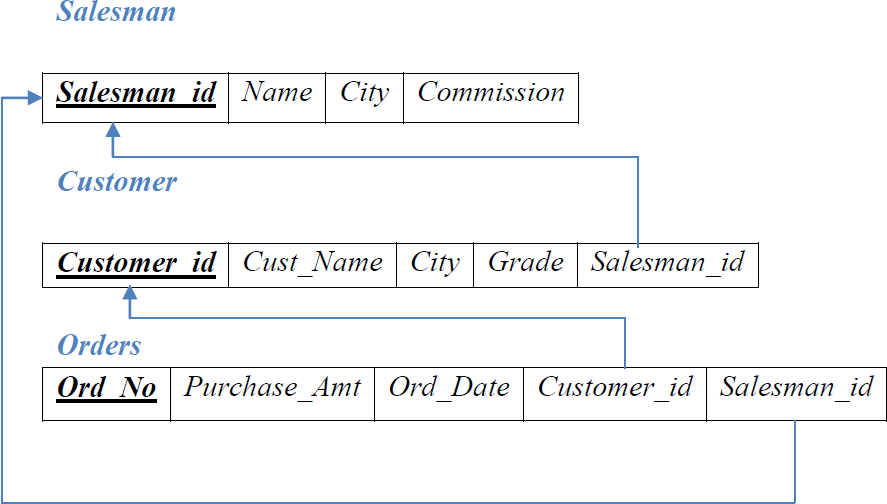 Salesman
Salesman_id Name City Commission
Customer
Customer_id Cust_Name City Grade Salesman_id
Orders
Ord_No Purchase_Amt Ord_Date Customer_id Salesman_id